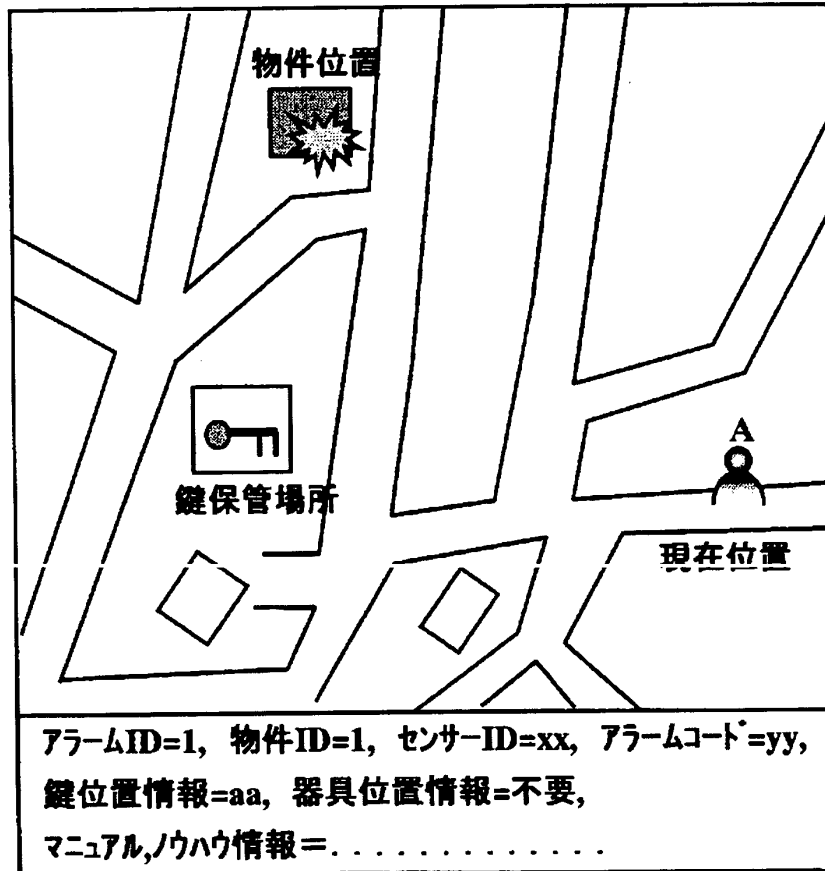 物件位置
鍵保管場所
A
現在位置
アラームID=1, 物件ID=1, センサーID=xx, アラームコード=yy,
鍵位置情報=aa, 器具位置情報=不要,
マニュアル,ノウハウ情報＝. . . . . . . . . . . . . .